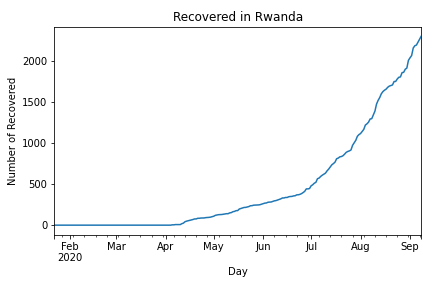 Recovered in Rwanda
Number of Recovered
2000
1500
1000
500
0
Feb Mar Apr May Jun Jul Aug Sep
2020
Day